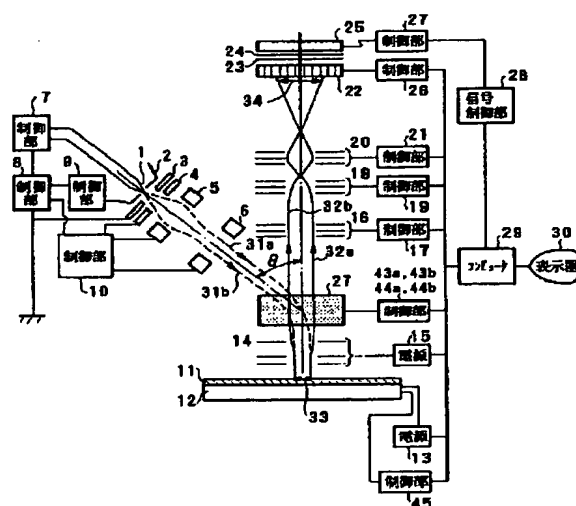 25
27
24
制御部
23
22
26
28
7
34
制御部
信号
制御部
制御
部
1
2
3
4
5
20
21
制御部
8
9
18
制御部
19
制御
部
制御
部
6
32b
16
制御部
17
29
30
31a
32a
コンピュータ
表示器
10
制御部
θ
31b
27
43a,43b
44a,44b
制御部
14
15
電源
11
12
33
電源
13
制御部
45